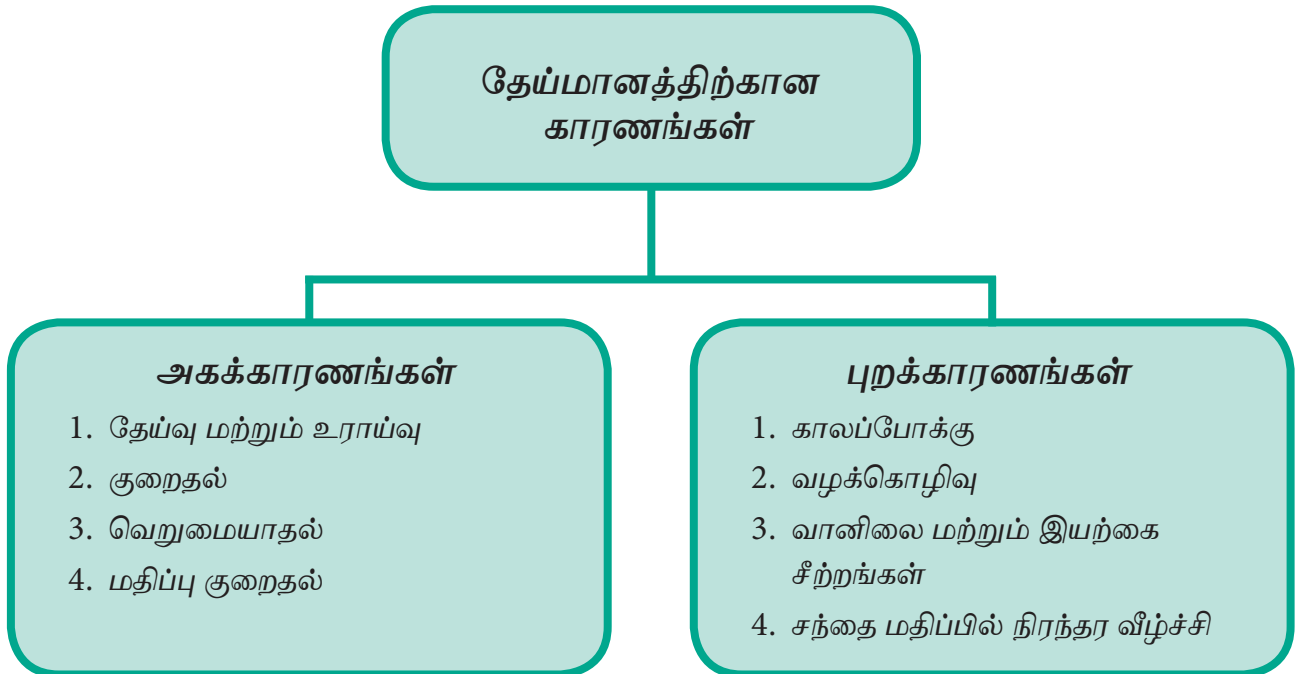 தேய்மானத்திற்கான
காரணங்கள்
அகக்காரணங்கள்
1. தேய்வு மற்றும் உராய்வு
2. குறைதல்
3. வெறுமையாதல்
4. மதிப்பு குறைதல்
புறக்காரணங்கள்
1. காலப்போக்கு
2. வழக்கொழிவு
3. வானிலை மற்றும் இயற்கை
சீற்றங்கள்
4. சந்தை மதிப்பில் நிரந்தர வீழ்ச்சி